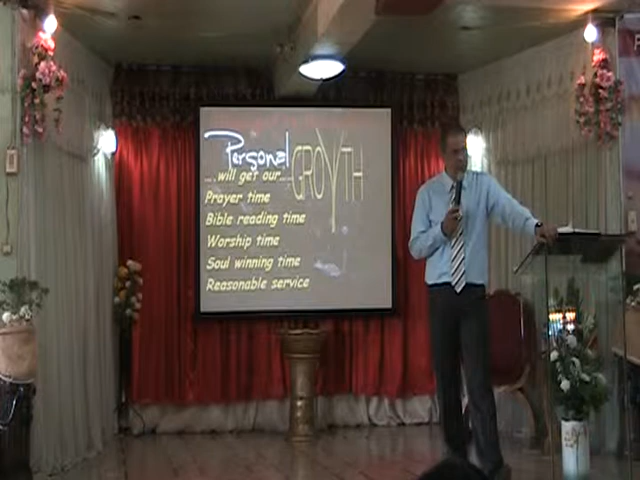 Personal GROWTH
....will get our....
Prayer time
Bible reading time
Worship time
Soul winning time
Reasonable service